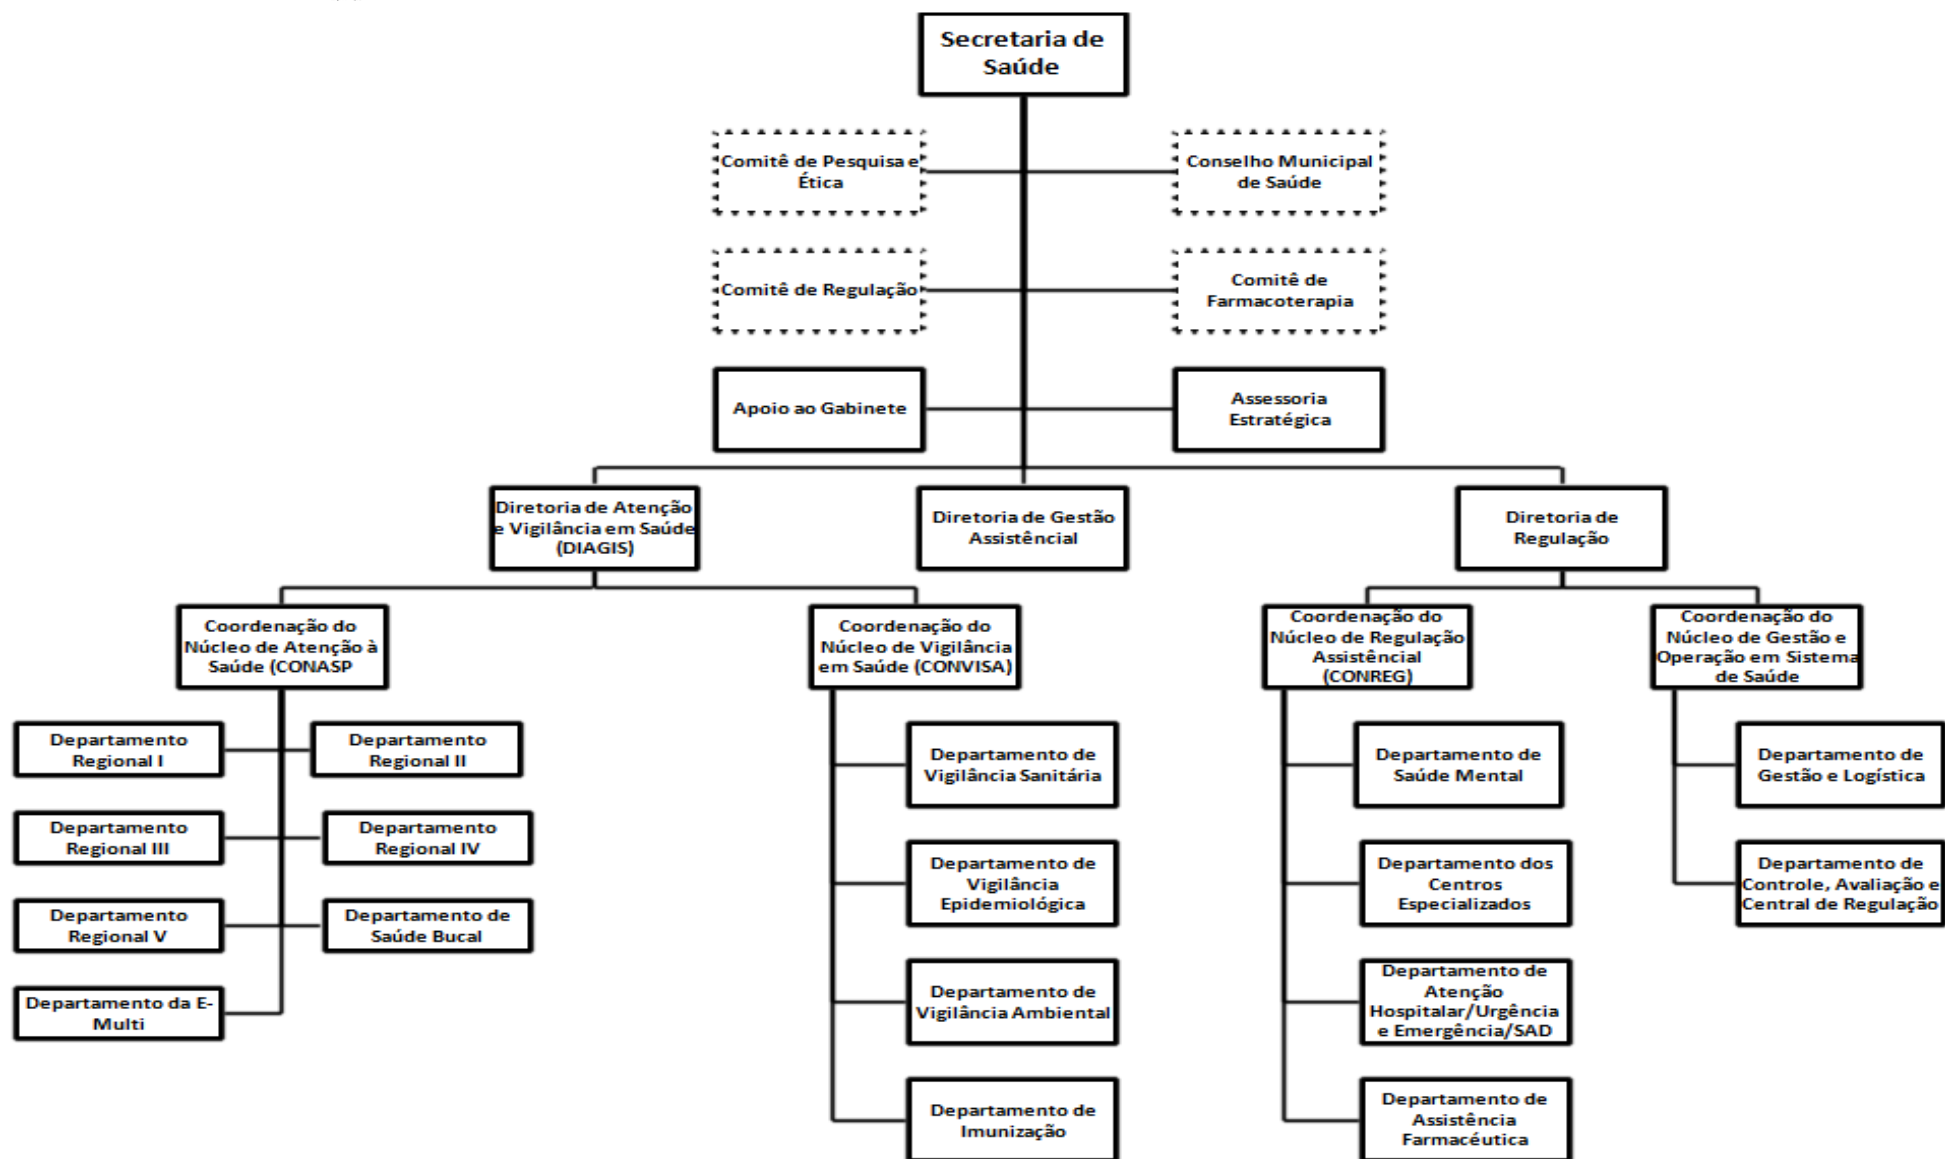 Secretaria de
Saúde
Comitê de Pesquisa e
Ética
Conselho Municipal
de Saúde
Comitê de Regulação
Comitê de
Farmacoterapia
Apoio ao Gabinete
Assessoria
Estratégica
Diretoria de Atenção
e Vigilância em Saúde
(DIAGIS)
Diretoria de Gestão
Assistêncial
Diretoria de
Regulação
Coordenação do
Núcleo de Atenção à
Saúde (CONASP
Coordenação do
Núcleo de Vigilância
em Saúde (CONVISA)
Coordenação do
Núcleo de Regulação
Assistêncial
(CONREG)
Coordenação do
Núcleo de Gestão e
Operação em Sistema
de Saúde
Departamento
Regional I
Departamento
Regional II
Departamento
Regional III
Departamento
Regional IV
Departamento
Regional V
Departamento de
Saúde Bucal
Departamento da E-
Multi
Departamento de
Vigilância Sanitária
Departamento de
Vigilância
Epidemiológica
Departamento de
Vigilância Ambiental
Departamento de
Imunização
Departamento de
Saúde Mental
Departamento dos
Centros
Especializados
Departamento de
Atenção
Hospitalar/Urgência
e Emergência/SAD
Departamento de
Assistência
Farmacéutica
Departamento de
Gestão e Logística
Departamento de
Controle, Avaliação e
Central de Regulação